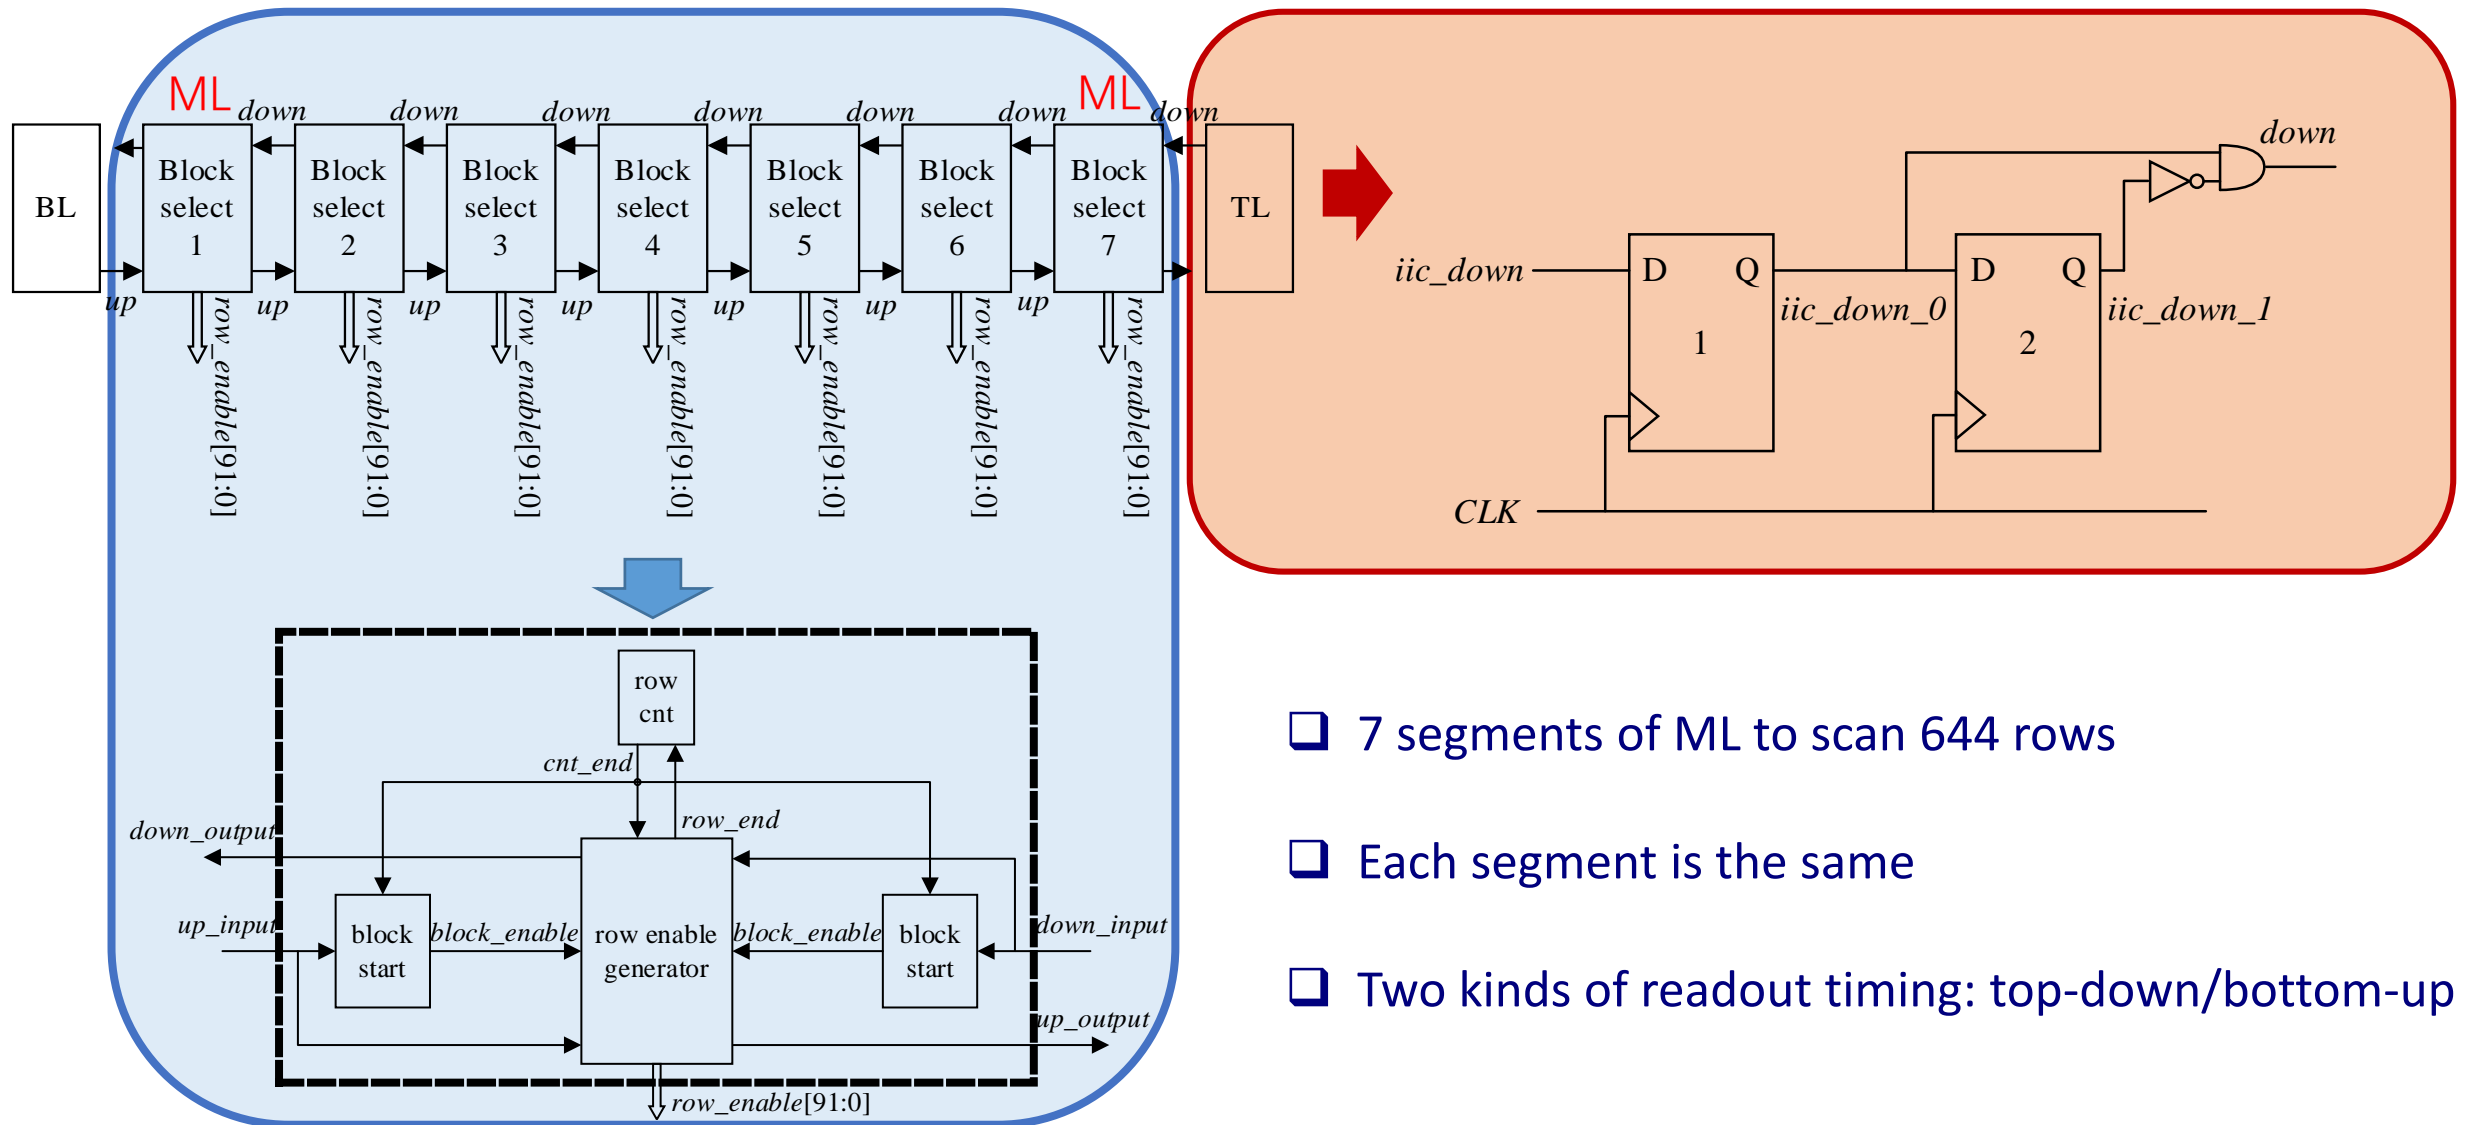 ML
ML
down
down
down
down
down
down
down
BL
Block
select
1
Block
select
2
Block
select
3
Block
select
4
Block
select
5
Block
select
6
Block
select
7
TL
up
up
up
up
up
up
up
row_enable[91:0]
row_enable[91:0]
row_enable[91:0]
row_enable[91:0]
row_enable[91:0]
row_enable[91:0]
row_enable[91:0]
down
iic_down
D
Q
1
iic_down_0
D
Q
2
iic_down_1
CLK
row
cnt
cnt_end
row_end
down_output
up_input
block
start
block_enable
row enable
generator
block_enable
block
start
down_input
up_output
row_enable[91:0]
7 segments of ML to scan 644 rows
Each segment is the same
Two kinds of readout timing: top-down/bottom-up